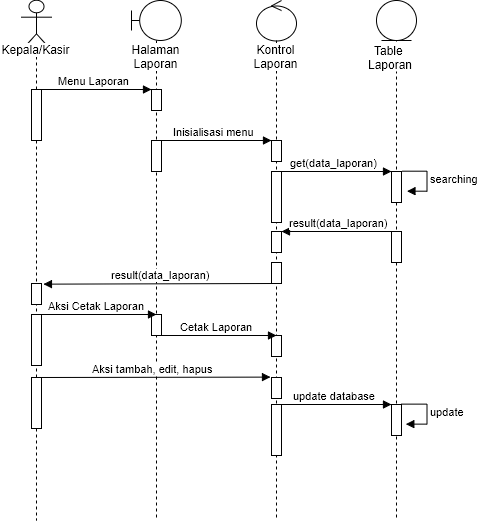 Kepala/Kasir
Halaman
Laporan
Kontrol
Laporan
Table
Laporan
Menu Laporan
Inisialisasi menu
get(data_laporan)
searching
result(data_laporan)
result(data_laporan)
Aksi Cetak Laporan
Cetak Laporan
Aksi tambah, edit, hapus
update database
update